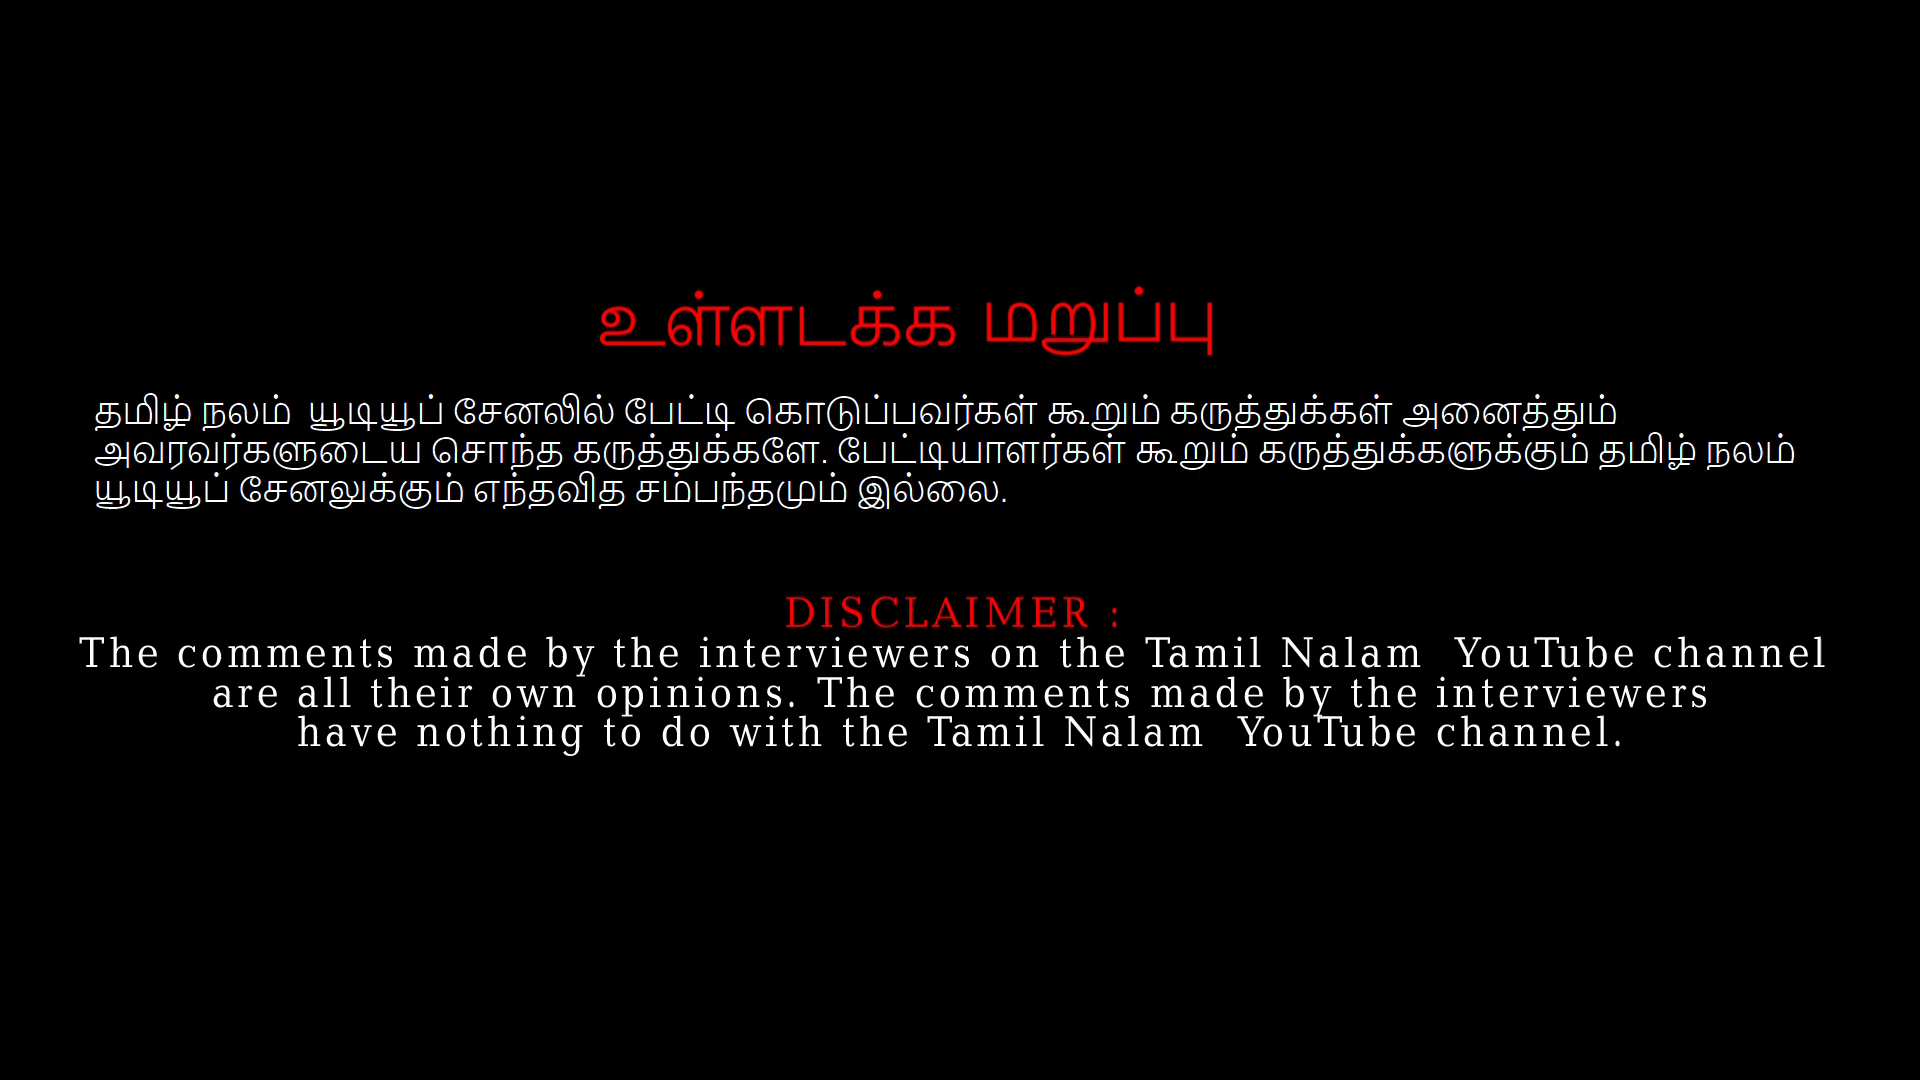 உள்ளடக்க மறுப்பு
தமிழ் நலம் யூடியூப் சேனலில் பேட்டி கொடுப்பவர்கள் கூறும் கருத்துக்கள் அனைத்தும்
அவரவர்களுடைய சொந்த கருத்துக்களே. பேட்டியாளர்கள் கூறும் கருத்துக்களுக்கும் தமிழ் நலம்
யூடியூப் சேனலுக்கும் எந்தவித சம்பந்தமும் இல்லை.
DISCLAIMER :
The comments made by the interviewers on the Tamil Nalam YouTube channel
are all their own opinions. The comments made by the interviewers
have nothing to do with the Tamil Nalam YouTube channel.